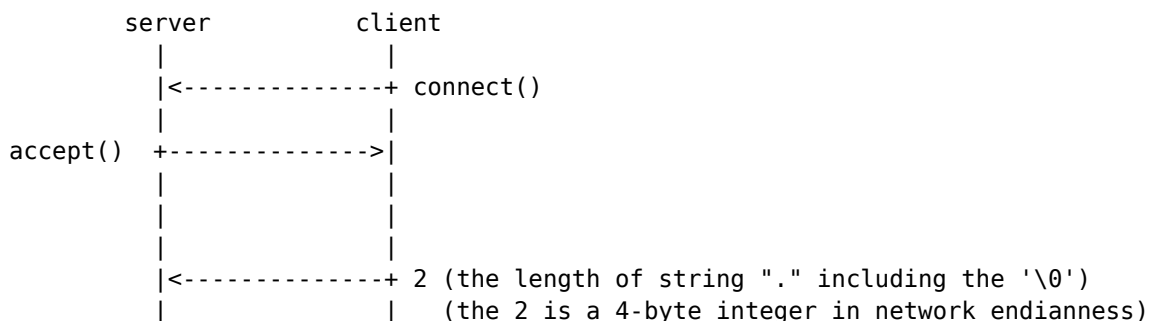 server client
<--------------+ connect()
accept() +-------------->|
<--------------+ 2 (the length of string "." including the '\0')
(the 2 is a 4-byte integer in network endianness)